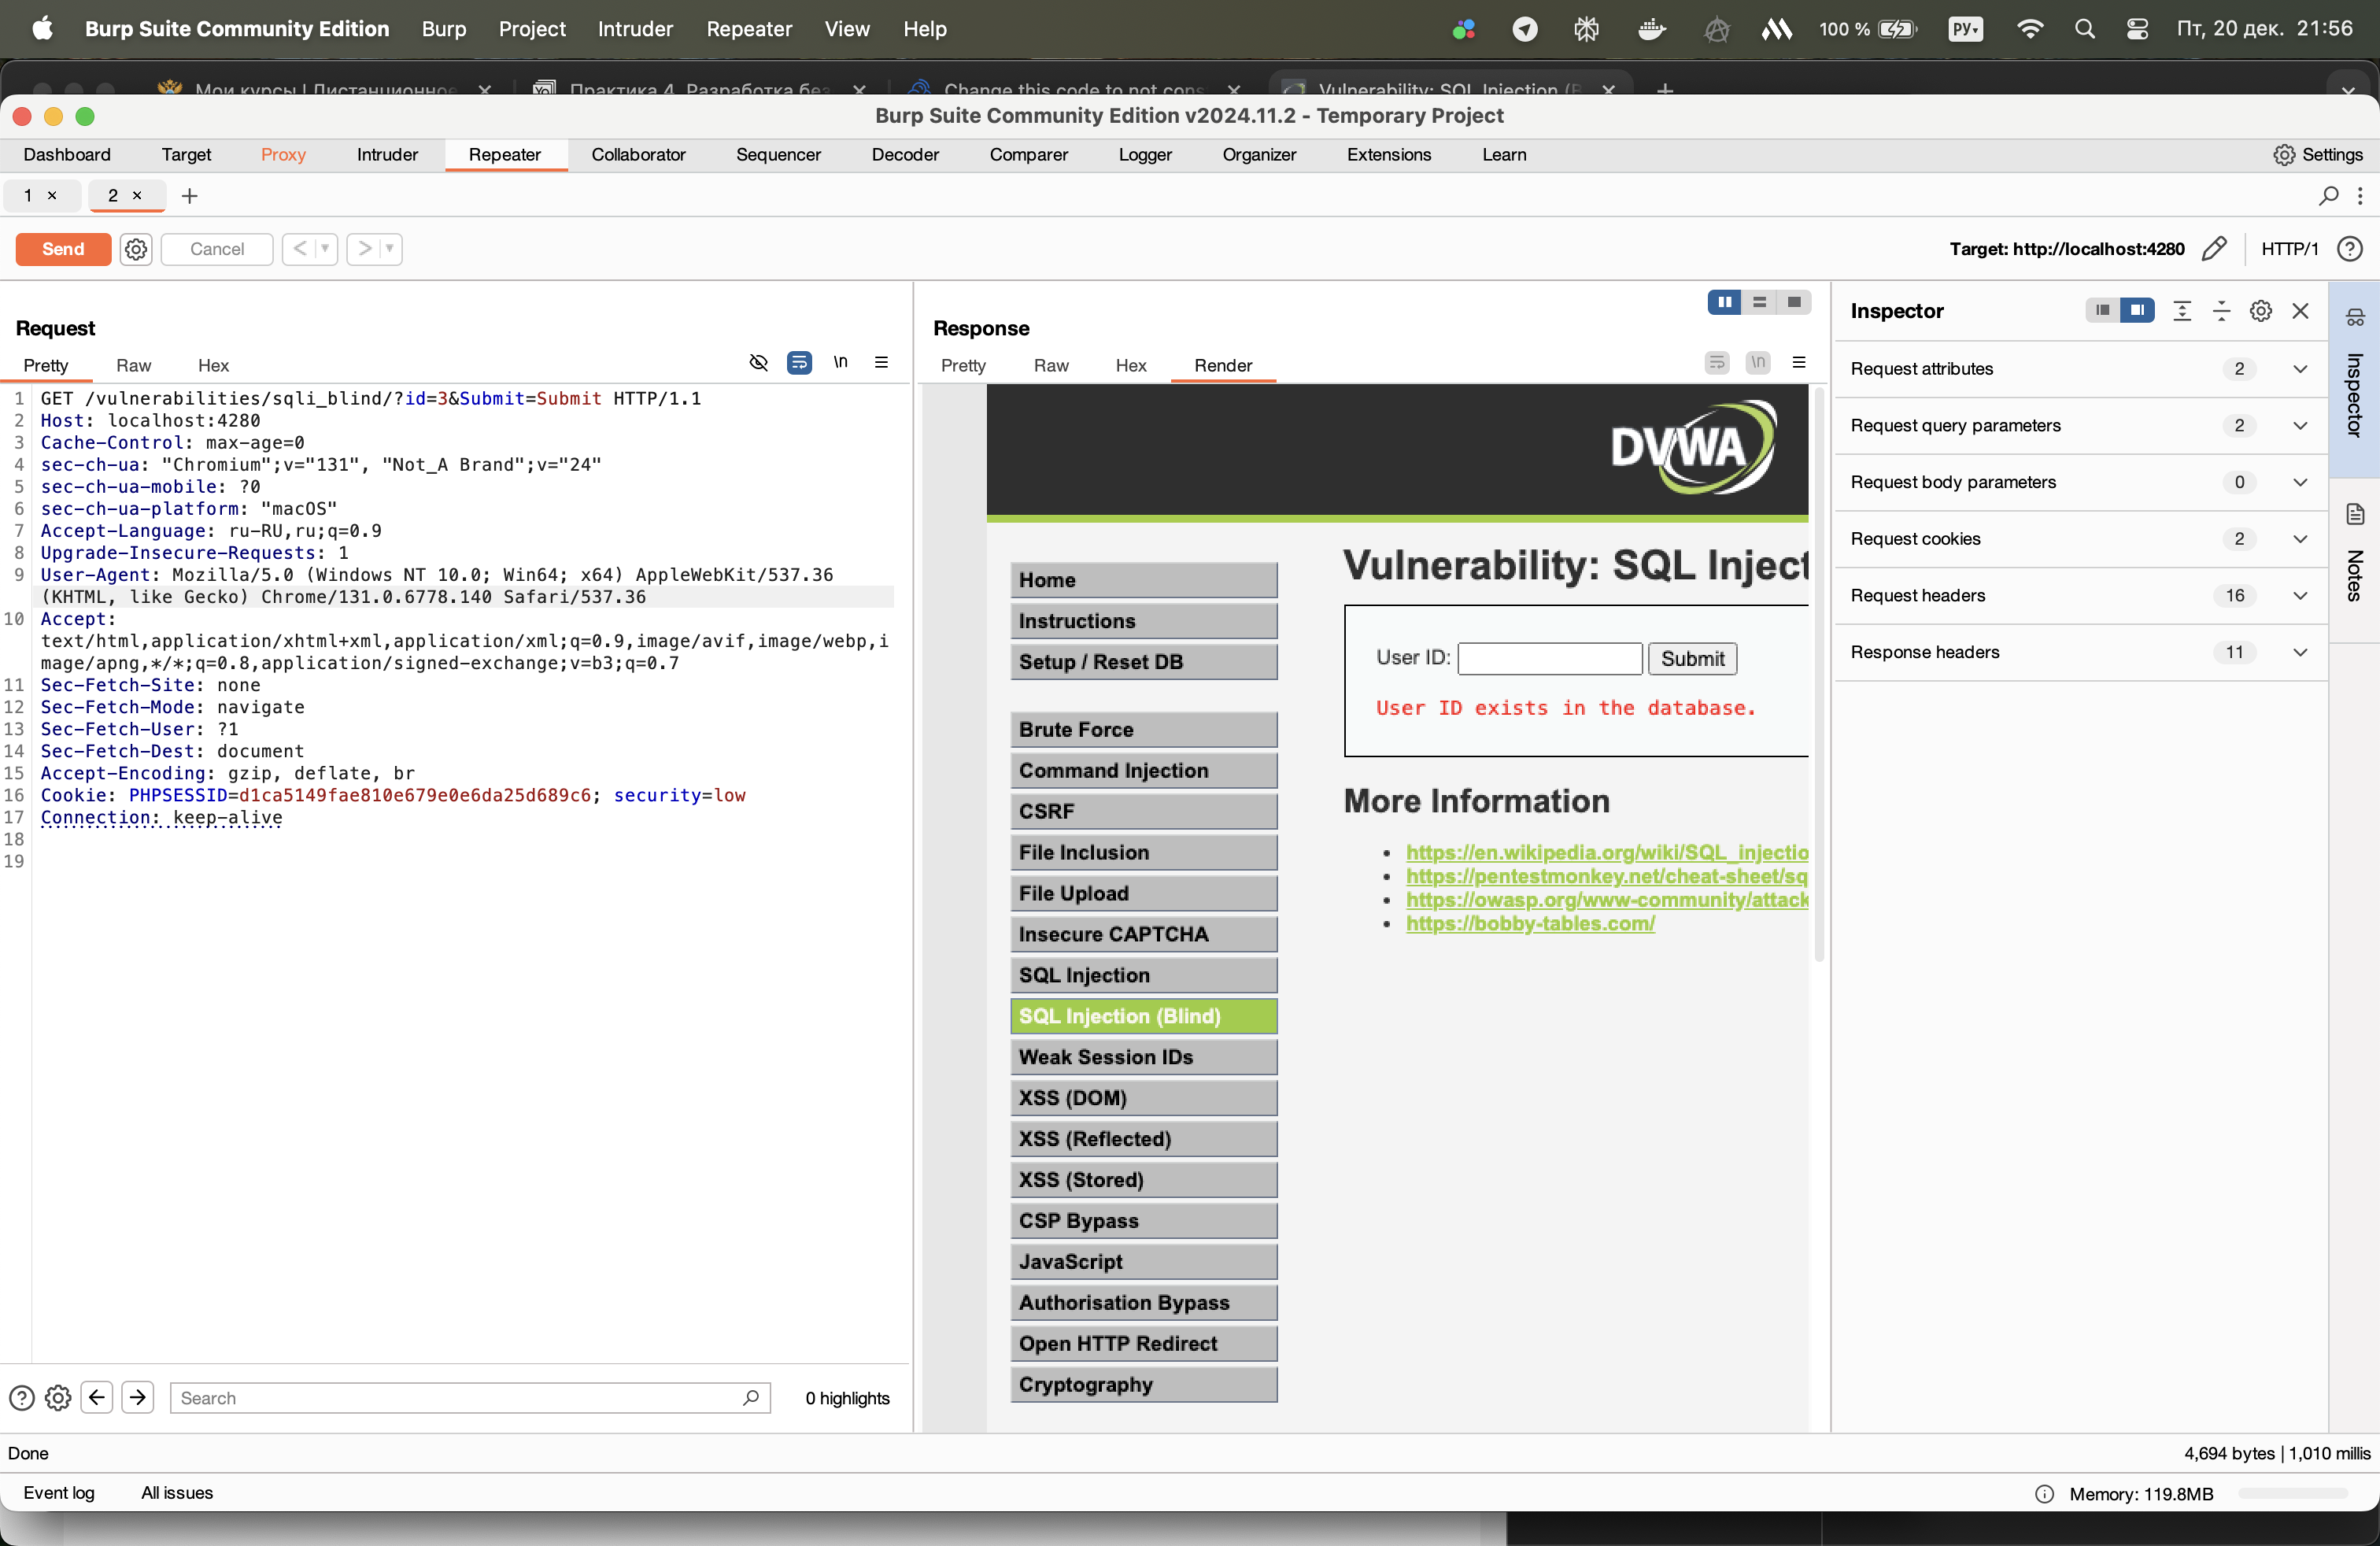 Burp Suite Community Edition Burp Project Intruder Repeater View Help 100 % РУ Пт, 20 дек. 21:56
Мои курсы | Дистанционное Практика 4. Разработка без Change this code to not cons Vulnerability: SQL Injection (B
Burp Suite Community Edition v2024.11.2 - Temporary Project
Dashboard Target Proxy Intruder Repeater Collaborator Sequencer Decoder Comparer Logger Organizer Extensions Learn Settings
1 × 2 × +
Send Cancel < > Target: http://localhost:4280 HTTP/1
Request
Pretty Raw Hex \n
1 GET /vulnerabilities/sqli_blind/?id=3&Submit=Submit HTTP/1.1
2 Host: localhost:4280
3 Cache-Control: max-age=0
4 sec-ch-ua: "Chromium";v="131", "Not_A Brand";v="24"
5 sec-ch-ua-mobile: ?0
6 sec-ch-ua-platform: "macOS"
7 Accept-Language: ru-RU,ru;q=0.9
8 Upgrade-Insecure-Requests: 1
9 User-Agent: Mozilla/5.0 (Windows NT 10.0; Win64; x64) AppleWebKit/537.36
(KHTML, like Gecko) Chrome/131.0.6778.140 Safari/537.36
10 Accept:
text/html,application/xhtml+xml,application/xml;q=0.9,image/avif,image/webp,i
mage/apng,*/*;q=0.8,application/signed-exchange;v=b3;q=0.7
11 Sec-Fetch-Site: none
12 Sec-Fetch-Mode: navigate
13 Sec-Fetch-User: ?1
14 Sec-Fetch-Dest: document
15 Accept-Encoding: gzip, deflate, br
16 Cookie: PHPSESSID=d1ca5149fae810e679e0e6da25d689c6; security=low
17 Connection: keep-alive
18
19
Search 0 highlights
Response
Pretty Raw Hex Render \n
DVWA
Home
Instructions
Setup / Reset DB
Brute Force
Command Injection
CSRF
File Inclusion
File Upload
Insecure CAPTCHA
SQL Injection
SQL Injection (Blind)
Weak Session IDs
XSS (DOM)
XSS (Reflected)
XSS (Stored)
CSP Bypass
JavaScript
Authorisation Bypass
Open HTTP Redirect
Cryptography
Vulnerability: SQL Inject
User ID: Submit
User ID exists in the database.
More Information
https://en.wikipedia.org/wiki/SQL_injectio
https://pentestmonkey.net/cheat-sheet/sq
https://owasp.org/www-community/attack
https://bobby-tables.com/
Inspector
Request attributes 2
Request query parameters 2
Request body parameters 0
Request cookies 2
Request headers 16
Response headers 11
Inspector
Notes
Done 4,694 bytes | 1,010 millis
Event log All issues Memory: 119.8MB